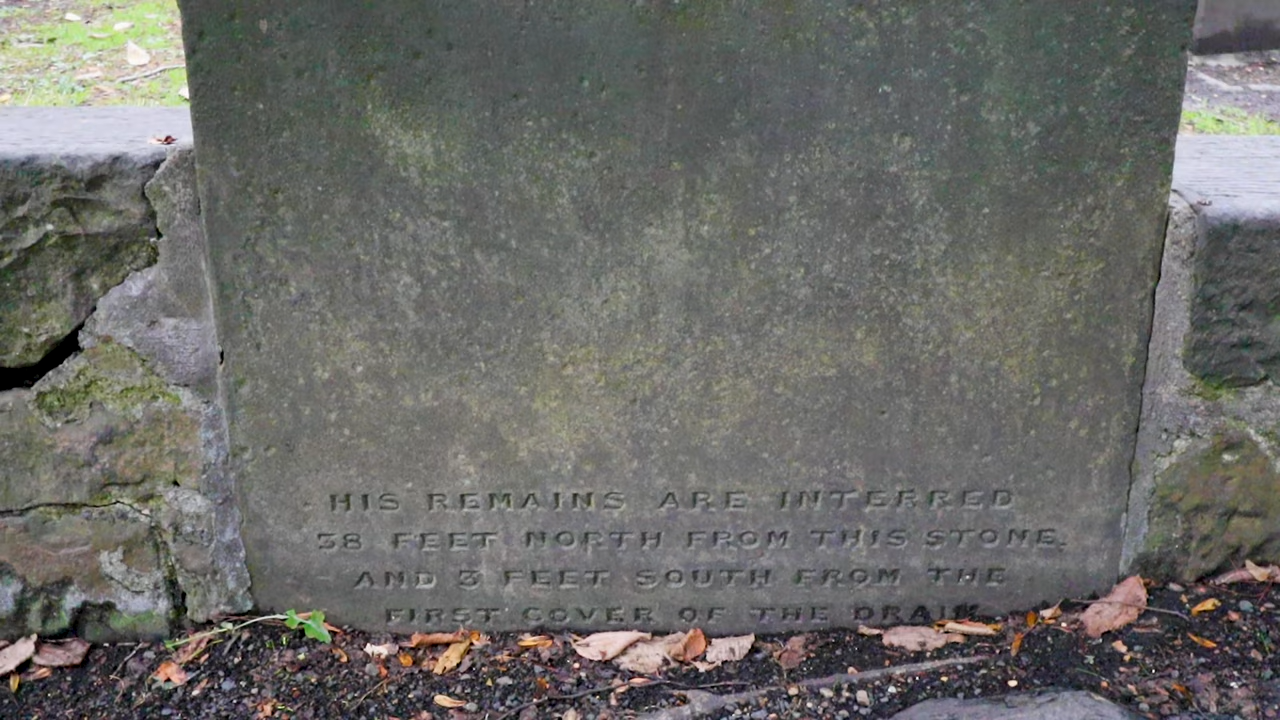 HIS REMAINS ARE INTERRED
38 FEET NORTH FROM THIS STONE.
AND 3 FEET SOUTH FROM THE
FIRST COVER OF THE DRAIN.